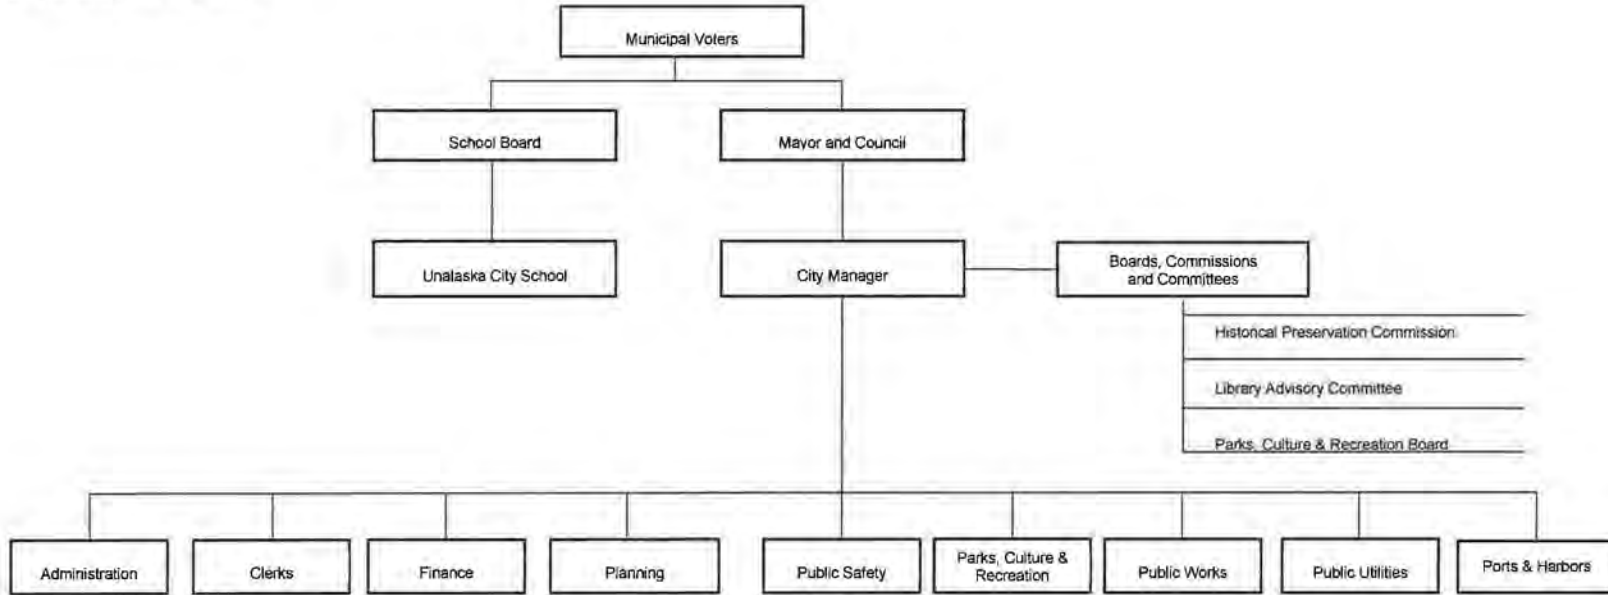 Municipal Voters
School Board
Mayor and Council
Unalaska City School
City Manager
Boards, Commissions
and Committees
Historical Preservation Commission
Library Advisory Committee
Parks, Culture & Recreation Board
Administration
Clerks
Finance
Planning
Public Safety
Parks, Culture &
Recreation
Public Works
Public Utilities
Ports & Harbors